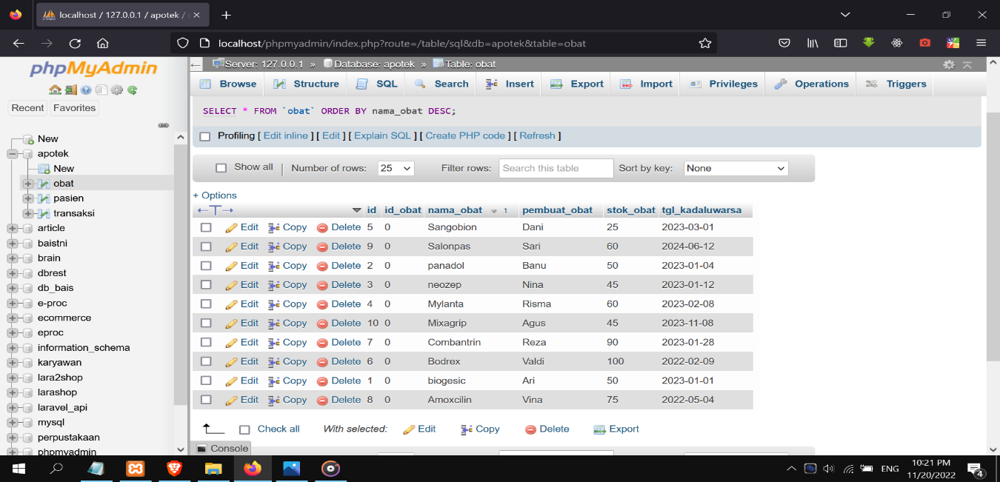 localhost / 127.0.0.1 / apotek /
localhost/phpmyadmin/index.php?route=/table/sql&db=apotek&table=obat
phpMyAdmin
Recent Favorites
New
apotek
New
obat
pasien
transaksi
article
baistni
brain
dbrest
db_bais
e-proc
ecommerce
eproc
information_schema
karyawan
lara2shop
larashop
laravel_api
mysql
perpustakaan
phpmyadmin
Server: 127.0.0.1 » Database: apotek » Table: obat
Browse Structure SQL Search Insert Export Import Privileges Operations Triggers
SELECT * FROM `obat` ORDER BY nama_obat DESC;
Profiling [ Edit inline ] [ Edit ] [ Explain SQL ] [ Create PHP code ] [ Refresh ]
Show all Number of rows: 25 Filter rows: Search this table Sort by key: None
+ Options
id id_obat nama_obat 1 pembuat_obat stok_obat tgl_kadaluwarsa
Edit Copy Delete 5 0 Sangobion Dani 25 2023-03-01
Edit Copy Delete 9 0 Salonpas Sari 60 2024-06-12
Edit Copy Delete 2 0 panadol Banu 50 2023-01-04
Edit Copy Delete 3 0 neozep Nina 45 2023-01-12
Edit Copy Delete 4 0 Mylanta Risma 60 2023-02-08
Edit Copy Delete 10 0 Mixagrip Agus 45 2023-11-08
Edit Copy Delete 7 0 Combantrin Reza 90 2023-01-28
Edit Copy Delete 6 0 Bodrex Valdi 100 2022-02-09
Edit Copy Delete 1 0 biogesic Ari 50 2023-01-01
Edit Copy Delete 8 0 Amoxcilin Vina 75 2022-05-04
Check all With selected: Edit Copy Delete Export
Console
ENG
10:21 PM
11/20/2022
4